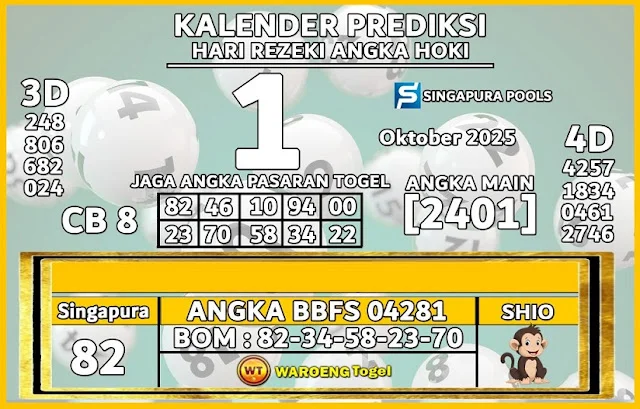 KALENDER PREDIKSI
HARI REZEKI ANGKA HOKI
3D
248
806
682
024
1
SINGAPURA POOLS
Oktober 2025
4D
4257
1834
0461
2746
JAGA ANGKA PASARAN TOGEL
ANGKA MAIN
[2401]
CB 8
82 46 10 94 00
23 70 58 34 22
Singapura
82
ANGKA BBFS 04281
BOM : 82-34-58-23-70
WT WAROENG Togel
SHIO